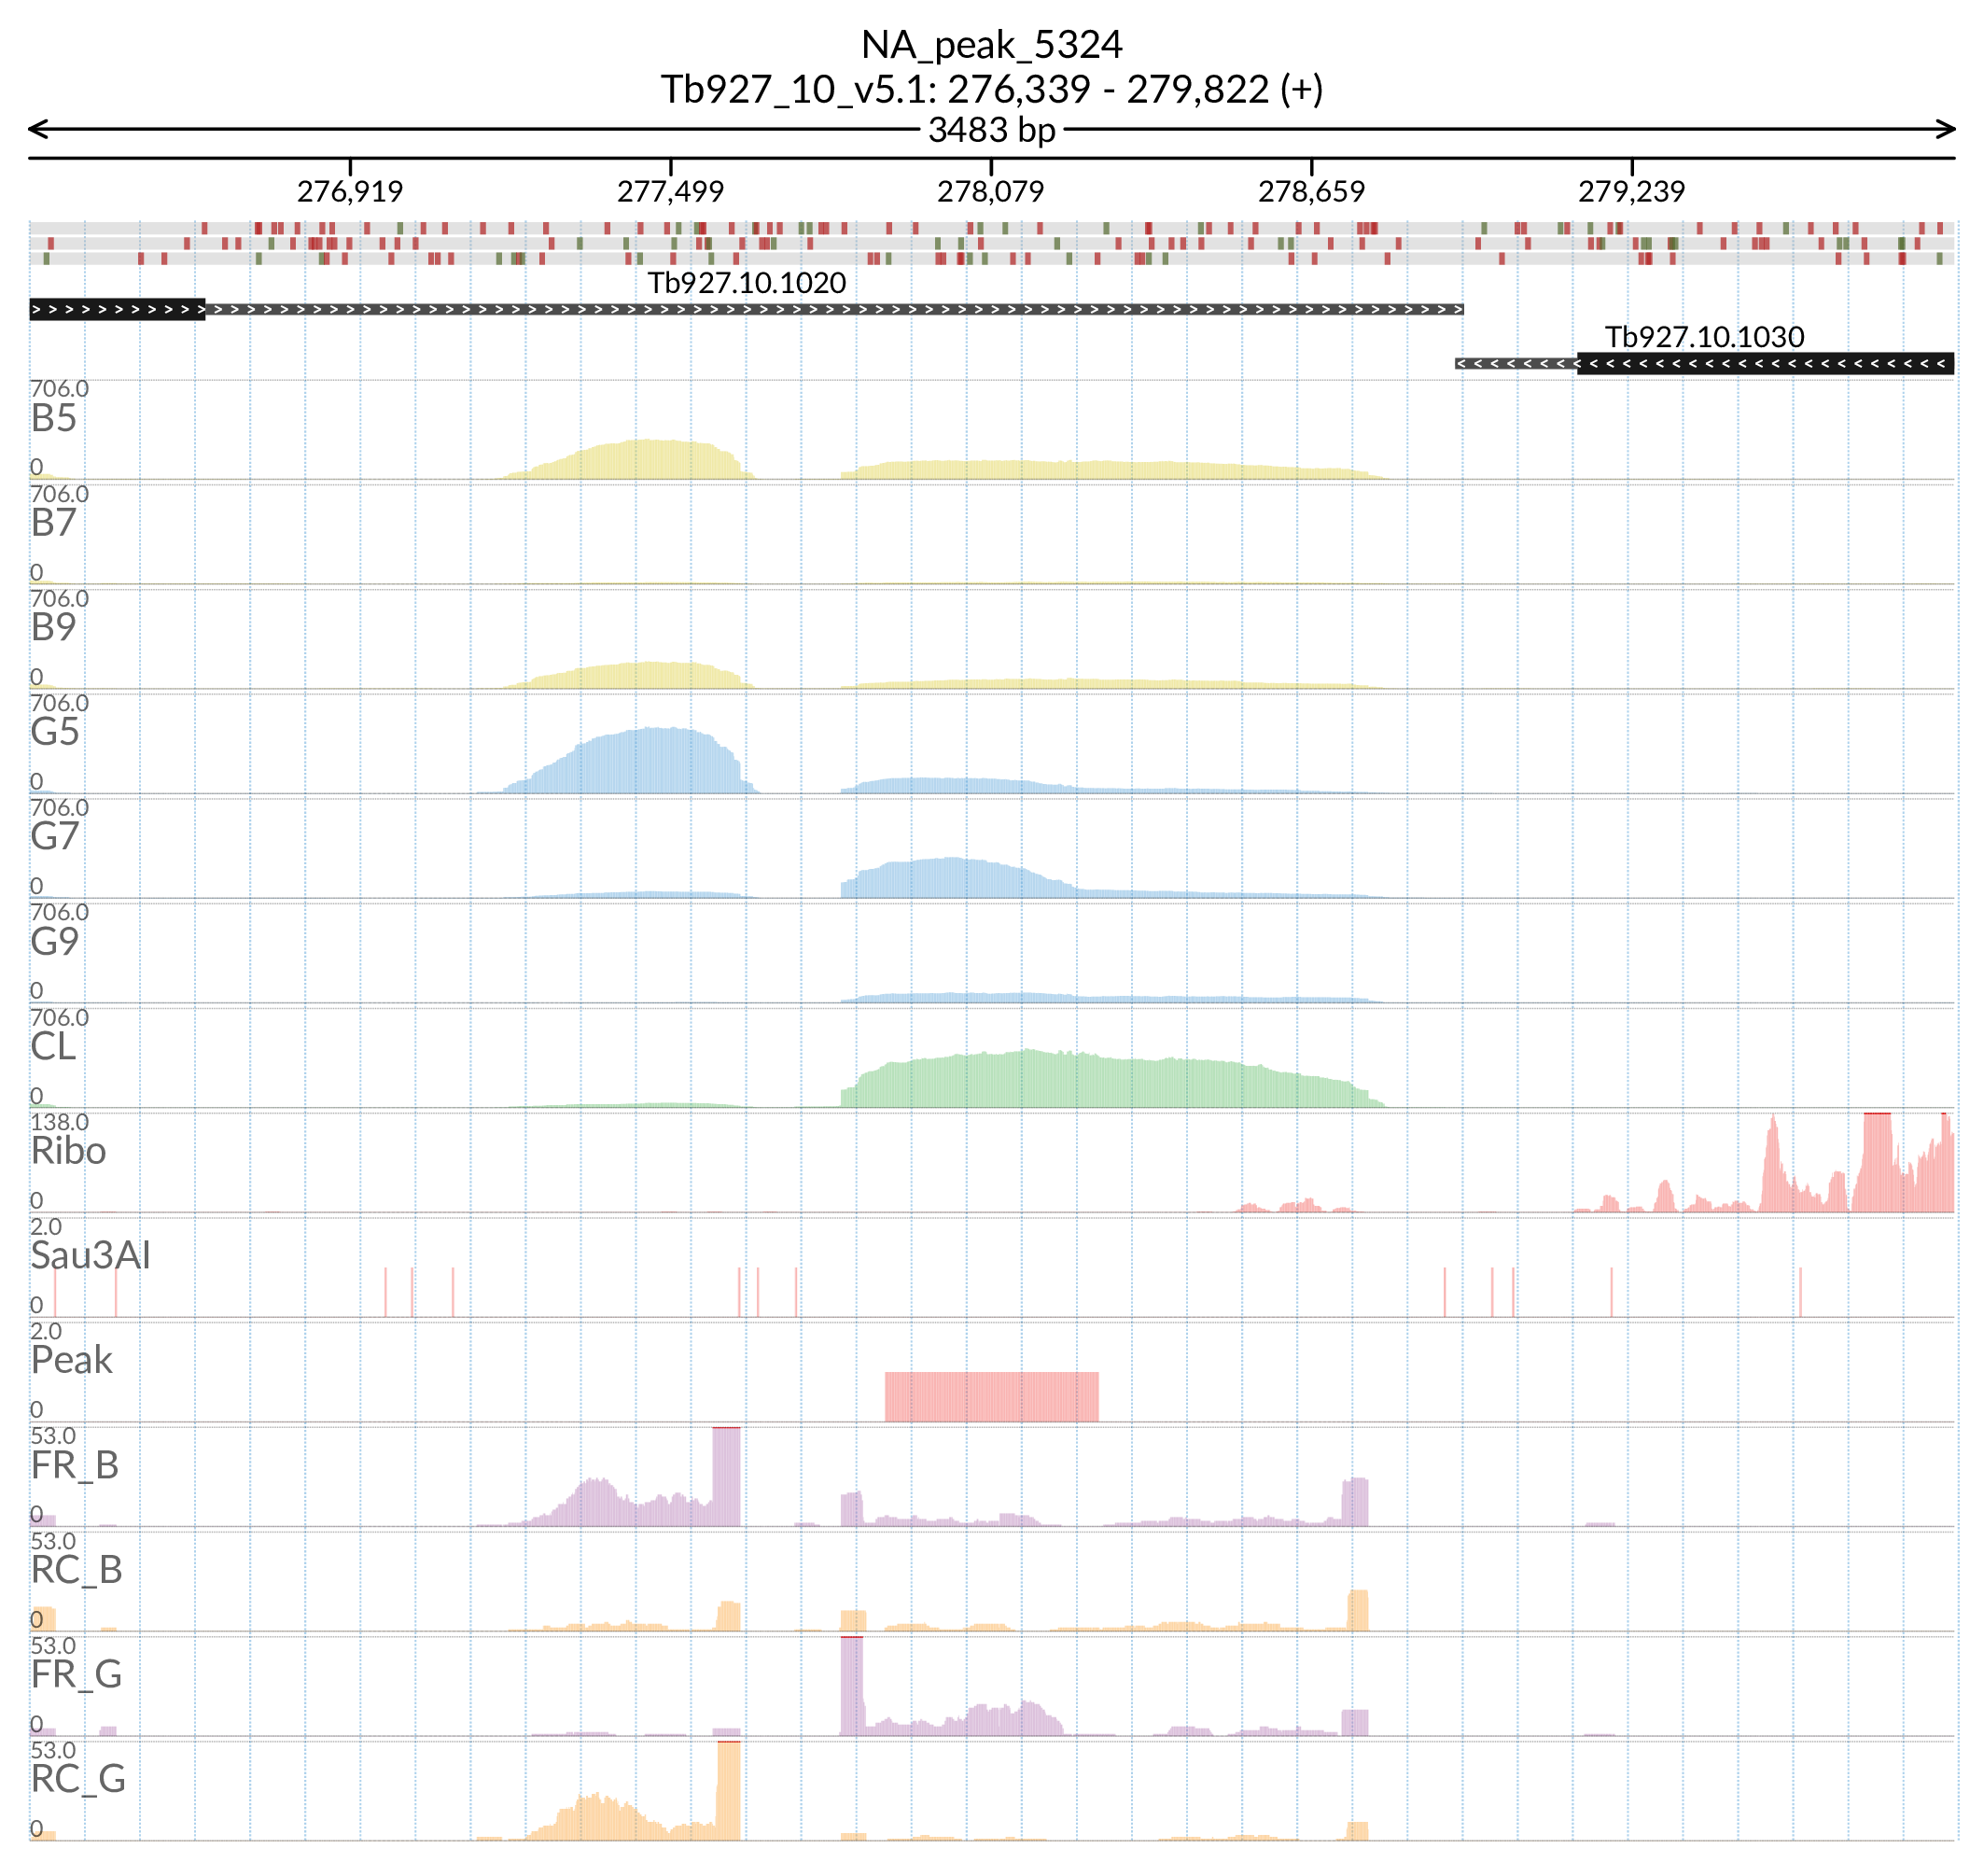 NA_peak_5324
Tb927_10_v5.1: 276,339 - 279,822 (+)
3483 bp
276,919 277,499 278,079 278,659 279,239
Tb927.10.1020
Tb927.10.1030
706.0
B5
0
706.0
B7
0
706.0
B9
0
706.0
G5
0
706.0
G7
0
706.0
G9
0
706.0
CL
0
138.0
Ribo
0
2.0
Sau3AI
0
2.0
Peak
0
53.0
FR_B
0
53.0
RC_B
0
53.0
FR_G
0
53.0
RC_G
0